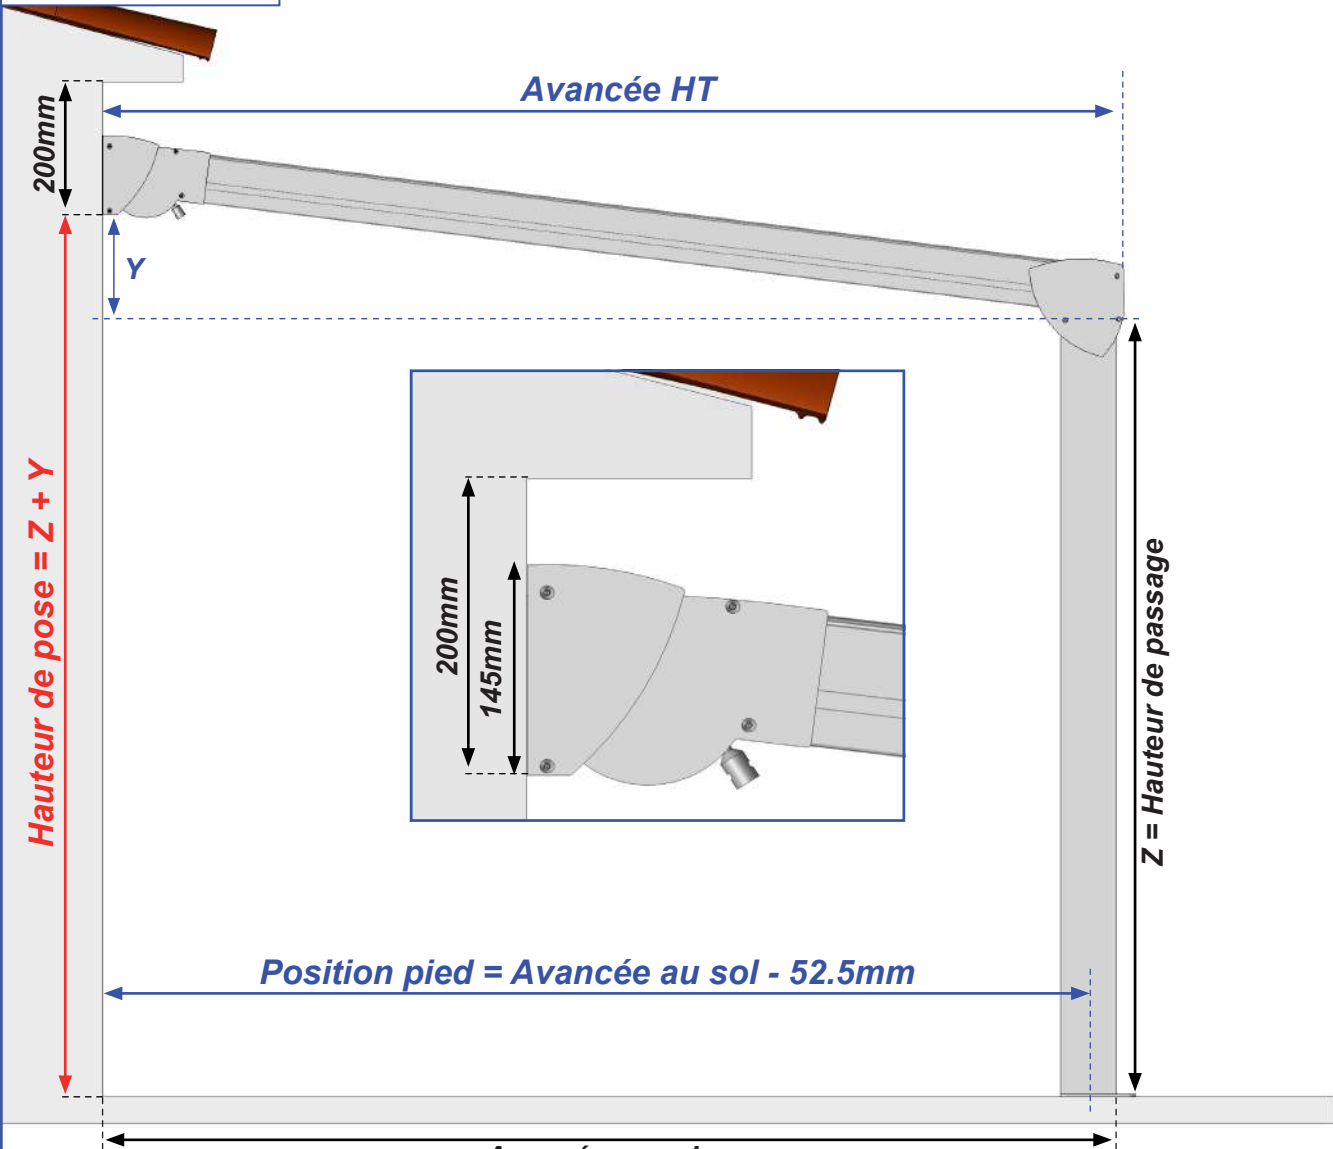 Avancée HT
200mm
Y
Hauteur de pose = Z + Y
200mm
145mm
Z = Hauteur de passage
Position pied = Avancée au sol - 52.5mm